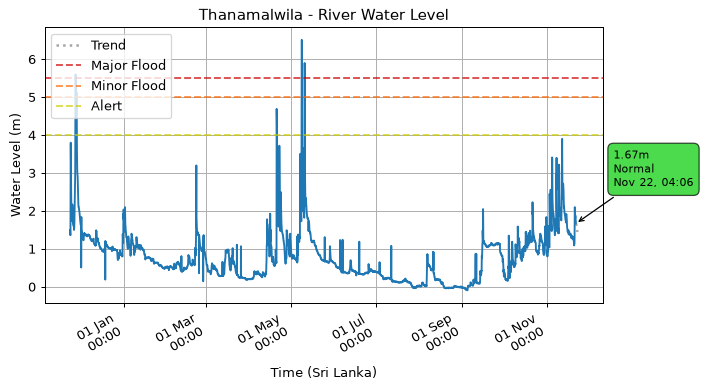 Thanamalwila - River Water Level
Trend
Major Flood
Minor Flood
Alert
Water Level (m)
6
5
4
3
2
1
0
1.67m
Normal
Nov 22, 04:06
01 Jan
00:00
01 Mar
00:00
01 May
00:00
01 Jul
00:00
01 Sep
00:00
01 Nov
00:00
Time (Sri Lanka)